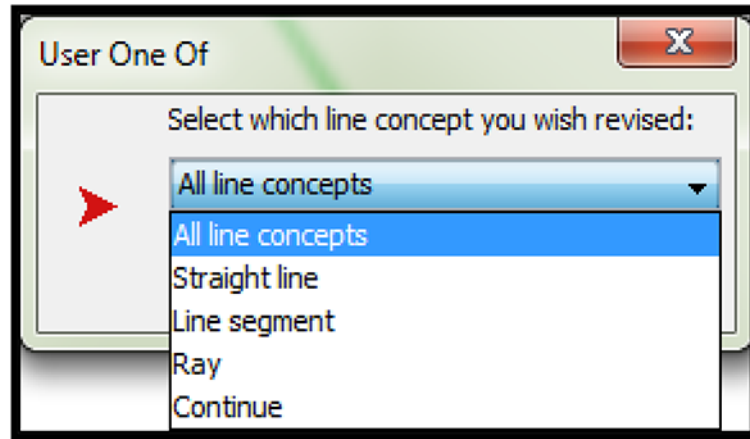 User One Of
Select which line concept you wish revised:
All line concepts
All line concepts
Straight line
Line segment
Ray
Continue